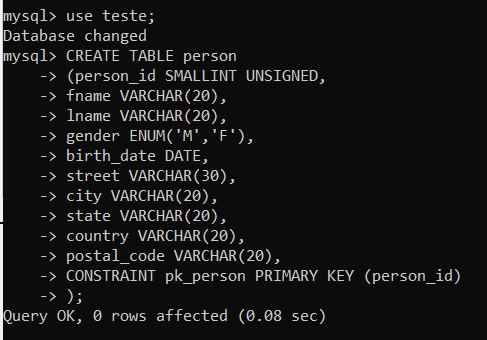 mysql> use teste;
Database changed
mysql> CREATE TABLE person
    -> (person_id SMALLINT UNSIGNED,
    -> fname VARCHAR(20),
    -> lname VARCHAR(20),
    -> gender ENUM('M','F'),
    -> birth_date DATE,
    -> street VARCHAR(30),
    -> city VARCHAR(20),
    -> state VARCHAR(20),
    -> country VARCHAR(20),
    -> postal_code VARCHAR(20),
    -> CONSTRAINT pk_person PRIMARY KEY (person_id)
    -> );
Query OK, 0 rows affected (0.08 sec)